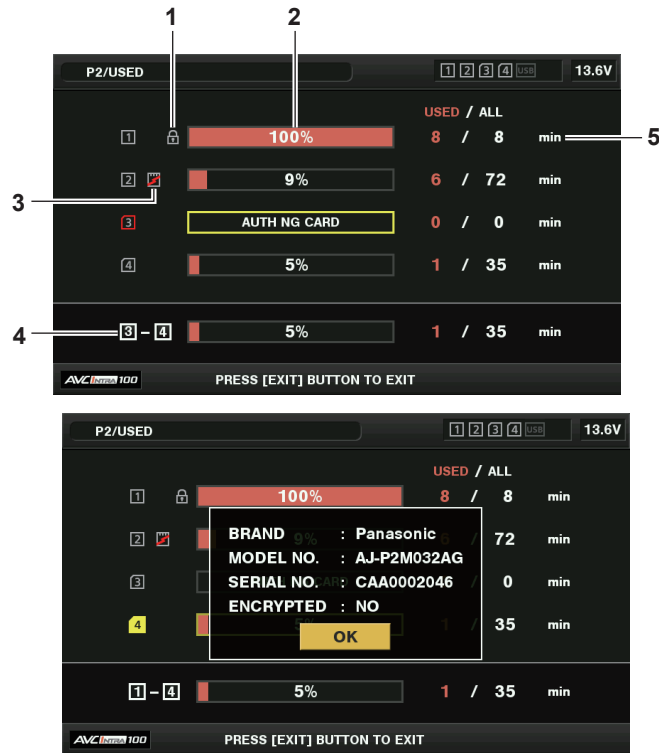 1 2
P2/USED 1 2 3 4 USB 13.6V
USED / ALL
1 100% 8 / 8 min 5
2 9% 6 / 72 min
3
3 AUTH NG CARD 0 / 0 min
4 5% 1 / 35 min
4 3 - 4 5% 1 / 35 min
AVC INTRA 100 PRESS [EXIT] BUTTON TO EXIT
P2/USED 1 2 3 4 USB 13.6V
USED / ALL
1 100% 8 / 8 min
BRAND : Panasonic
2 9% 6 / 72 min
MODEL NO. : AJ-P2M032AG
3 SERIAL NO. : CAA0002046 / 0 min
CARD
ENCRYPTED : NO
4 5% 1 / 35 min
OK
1 - 4 5% 1 / 35 min
AVC INTRA 100 PRESS [EXIT] BUTTON TO EXIT